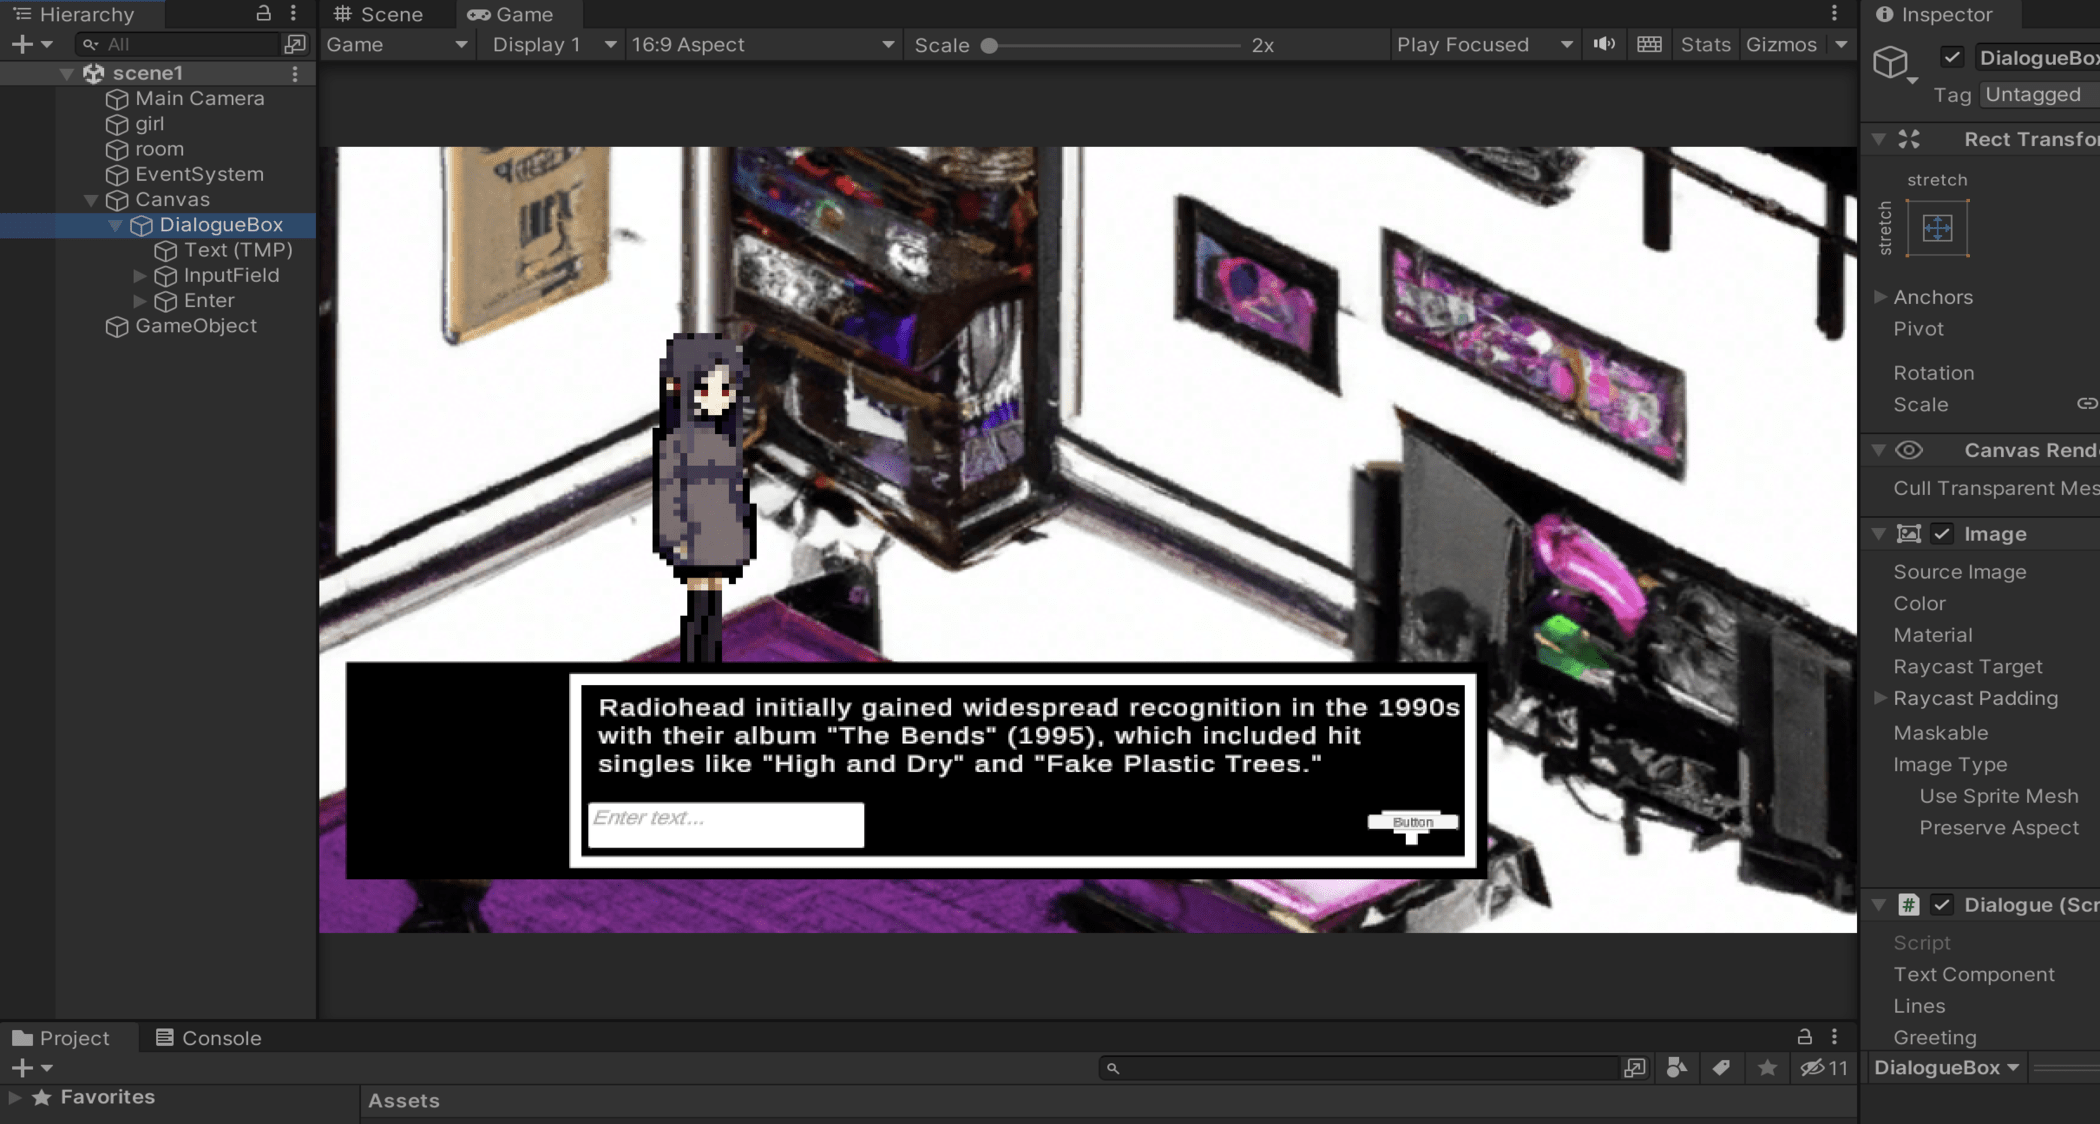 Hierarchy
All
scene1
Main Camera
girl
room
EventSystem
Canvas
DialogueBox
Text (TMP)
InputField
Enter
GameObject
Scene
Game
Game
Display 1
16:9 Aspect
Scale
2x
Play Focused
Stats
Gizmos
Radiohead initially gained widespread recognition in the 1990s
with their album "The Bends" (1995), which included hit
singles like "High and Dry" and "Fake Plastic Trees."
Enter text...
Button
Inspector
DialogueBox
Tag Untagged
Rect Transfo
stretch
stretch
Anchors
Pivot
Rotation
Scale
Canvas Rend
Cull Transparent Mes
Image
Source Image
Color
Material
Raycast Target
Raycast Padding
Maskable
Image Type
Use Sprite Mesh
Preserve Aspect
Dialogue (Scr
Script
Text Component
Lines
Greeting
DialogueBox
Project
Console
11
Favorites
Assets